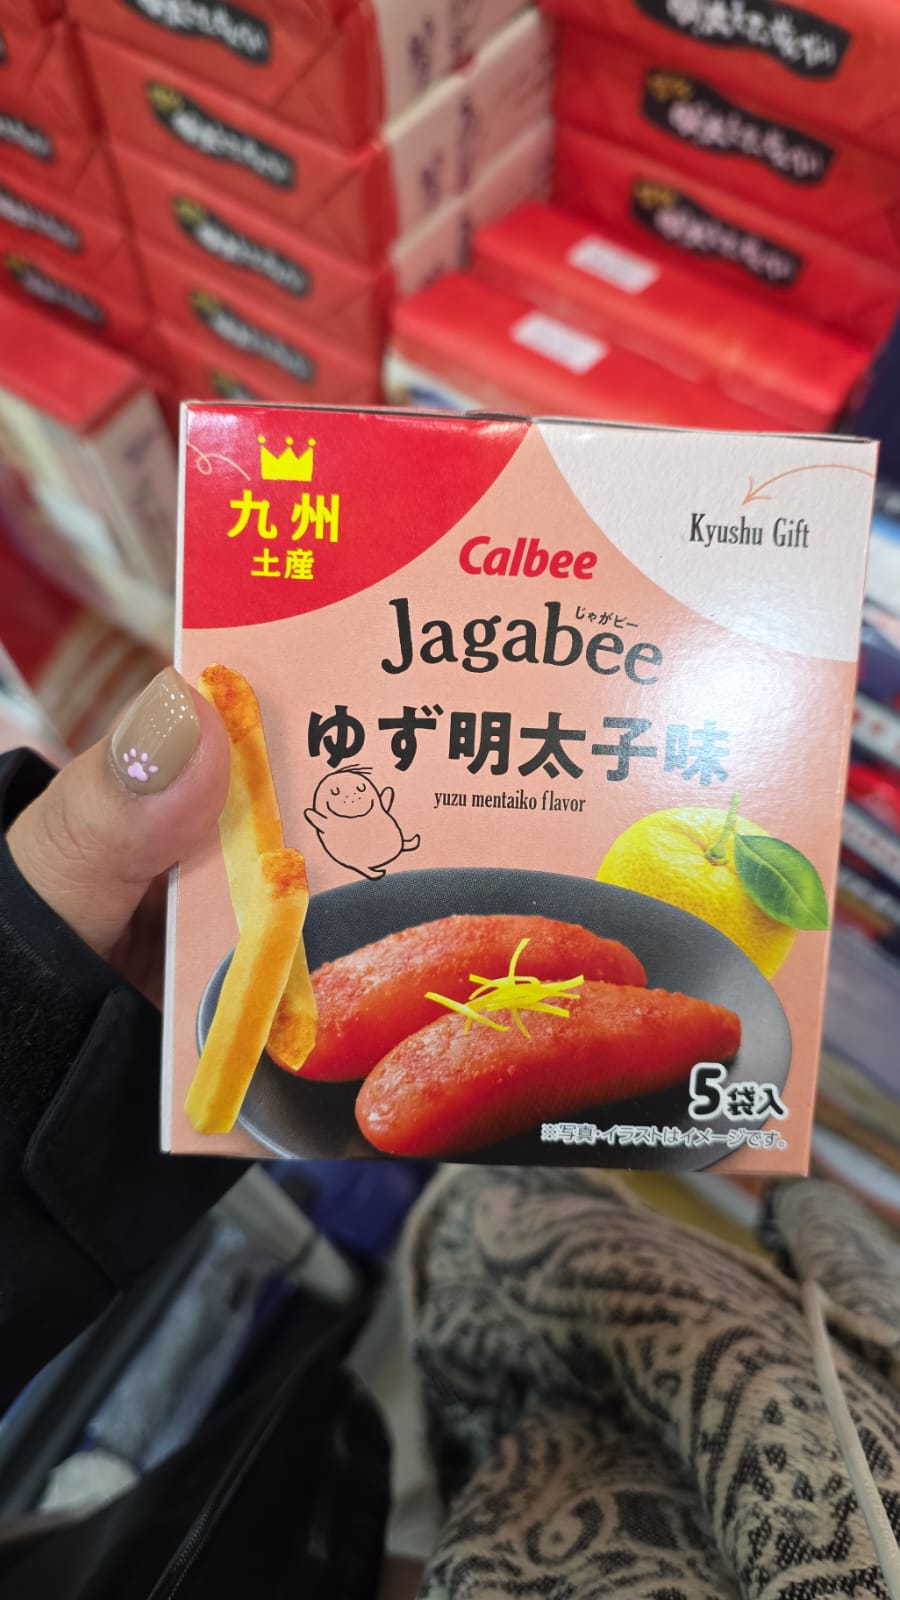 九州
土産
Kyushu Gift
Calbee
じゃがビー
Jagabee
ゆず明太子味
yuzu mentaiko flavor
5袋入
※写真・イラストはイメージです。